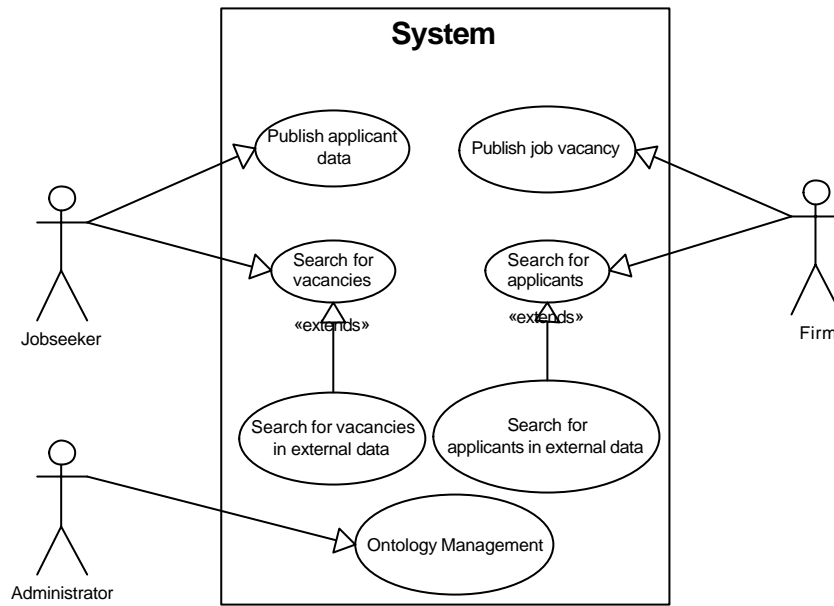 System
Publish applicant
data
Publish job vacancy
Search for
vacancies
Search for
applicants
«extends»
«extends»
Jobseeker
Firm
Search for vacancies
in external data
Search for
applicants in external data
Ontology Management
Administrator